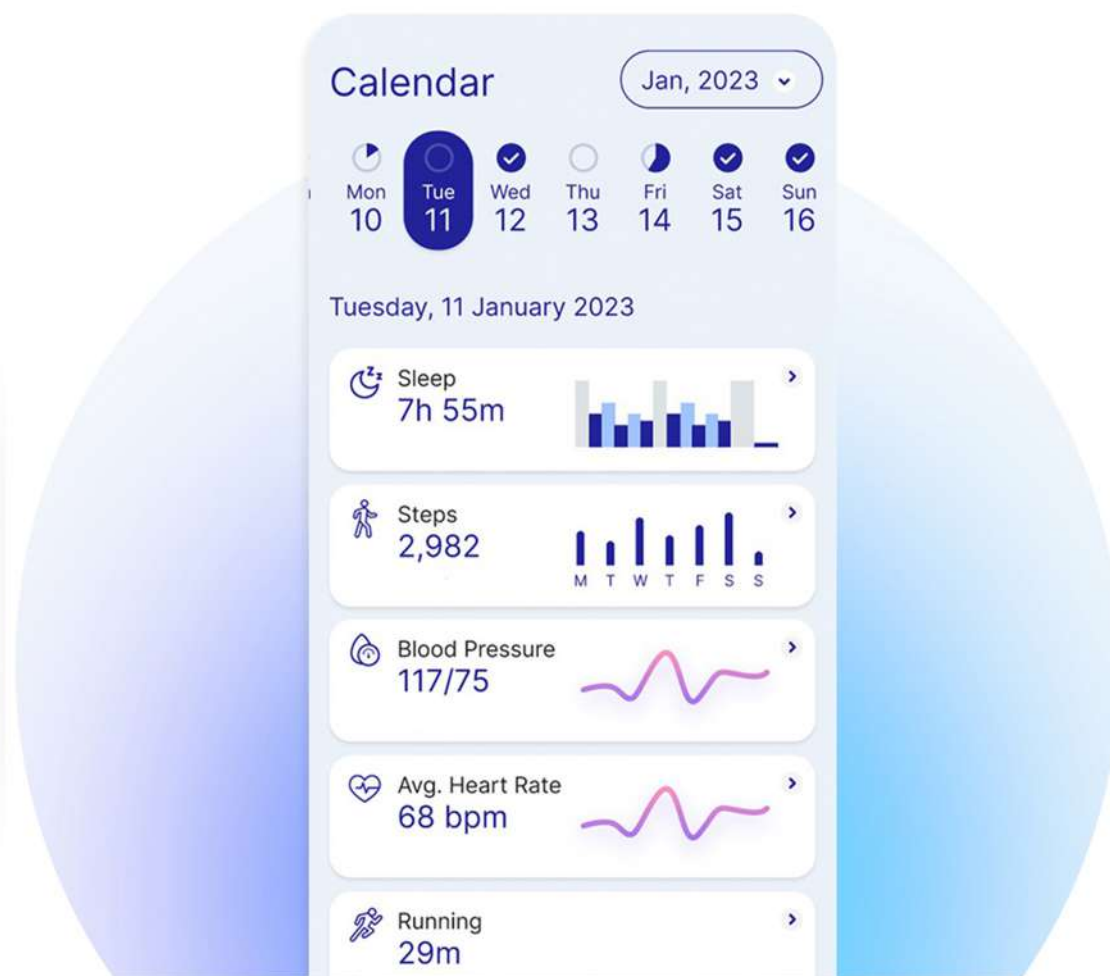 Calendar
Jan, 2023
Mon Tue Wed Thu Fri Sat Sun
10 11 12 13 14 15 16
Tuesday, 11 January 2023
Sleep
7h 55m
Steps
2,982
M T W T F S S
Blood Pressure
117/75
Avg. Heart Rate
68 bpm
Running
29m